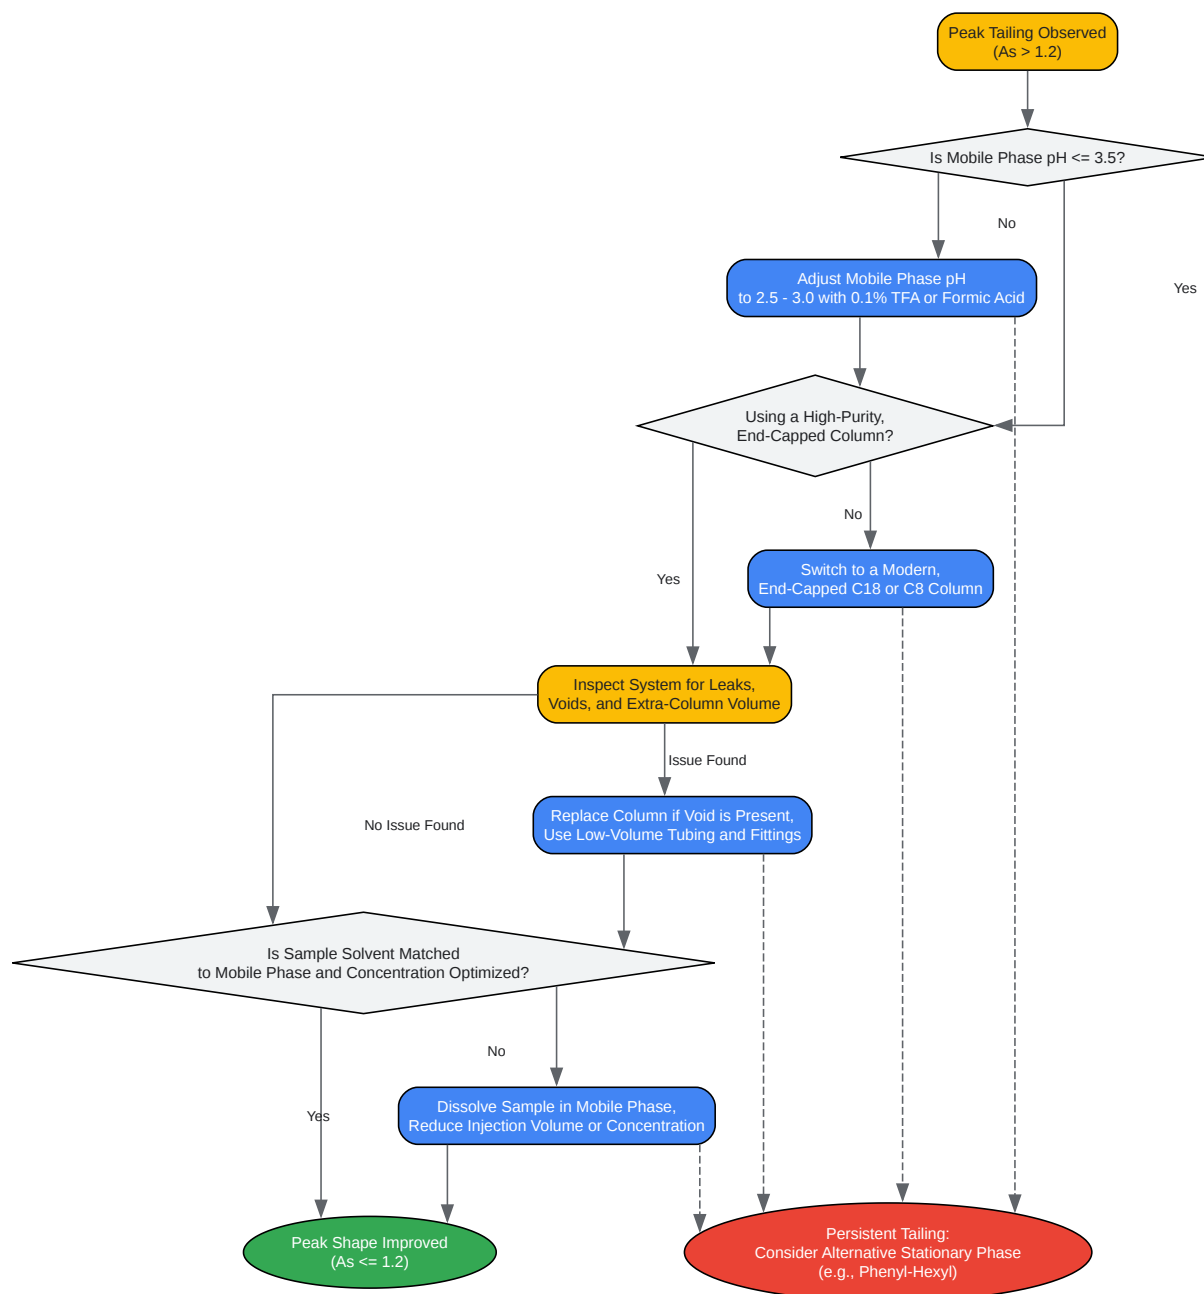 Peak Tailing Observed
(As > 1.2)
Is Mobile Phase pH <= 3.5?
No
Yes
Adjust Mobile Phase pH
to 2.5 - 3.0 with 0.1% TFA or Formic Acid
Using a High-Purity,
End-Capped Column?
No
Yes
Switch to a Modern,
End-Capped C18 or C8 Column
Inspect System for Leaks,
Voids, and Extra-Column Volume
Issue Found
No Issue Found
Replace Column if Void is Present,
Use Low-Volume Tubing and Fittings
Is Sample Solvent Matched
to Mobile Phase and Concentration Optimized?
No
Yes
Dissolve Sample in Mobile Phase,
Reduce Injection Volume or Concentration
Peak Shape Improved
(As <= 1.2)
Persistent Tailing:
Consider Alternative Stationary Phase
(e.g., Phenyl-Hexyl)